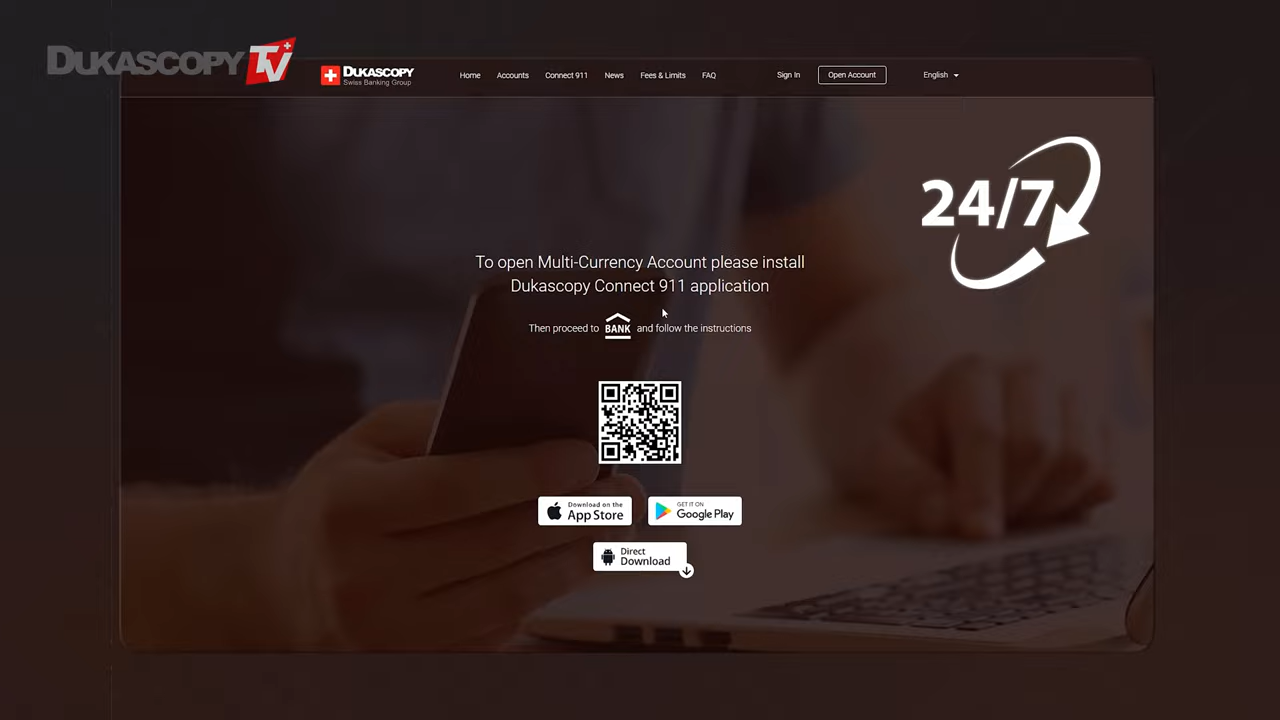 DUKASCOPY TV
DUKASCOPY
Swiss Banking Group
Home
Accounts
Connect 911
News
Fees & Limits
FAQ
Sign In
Open Account
English
24/7
To open Multi-Currency Account please install
Dukascopy Connect 911 application
Then proceed to BANK and follow the instructions
Download on the
App Store
GET IT ON
Google Play
Direct
Download